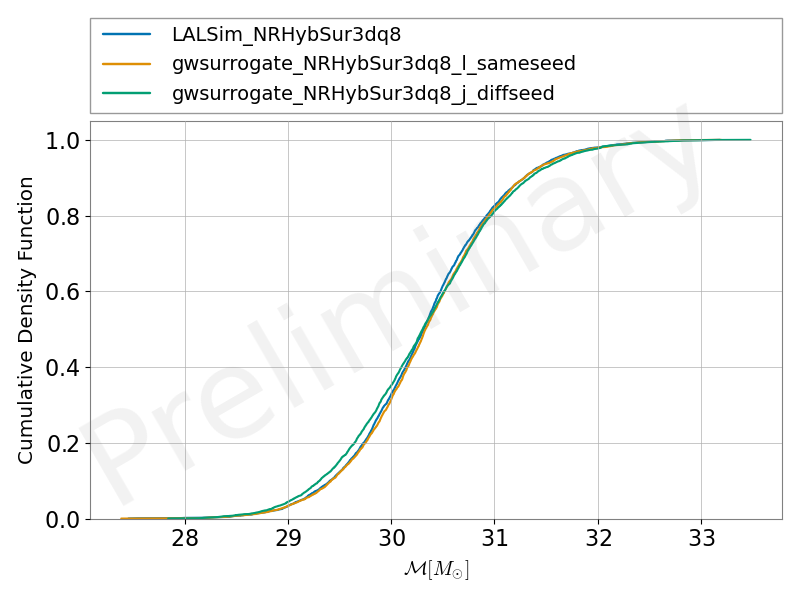 LALSim_NRHybSur3dq8
gwsurrogate_NRHybSur3dq8_l_sameseed
gwsurrogate_NRHybSur3dq8_j_diffseed
1.0
0.8
0.6
0.4
0.2
0.0
Cumulative Density Function
Preliminary
28 29 30 31 32 33
ℳ[M⊙]